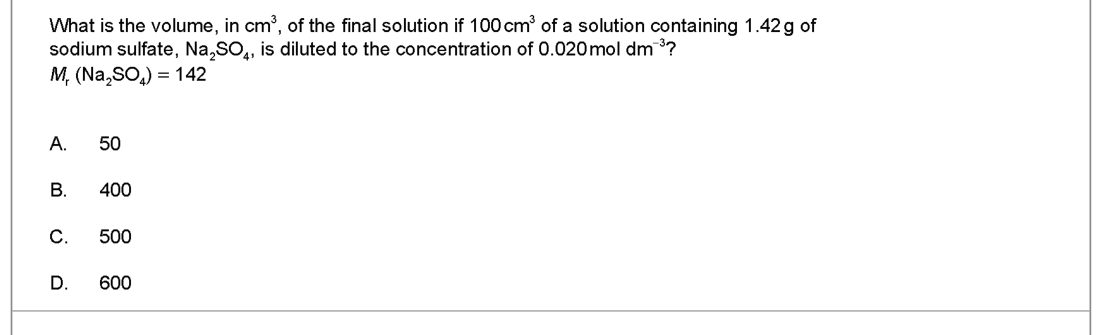 What is the volume, in cm³, of the final solution if 100 cm³ of a solution containing 1.42 g of
sodium sulfate, Na₂SO₄, is diluted to the concentration of 0.020 mol dm⁻³?
Mᵣ (Na₂SO₄) = 142
A. 50
B. 400
C. 500
D. 600